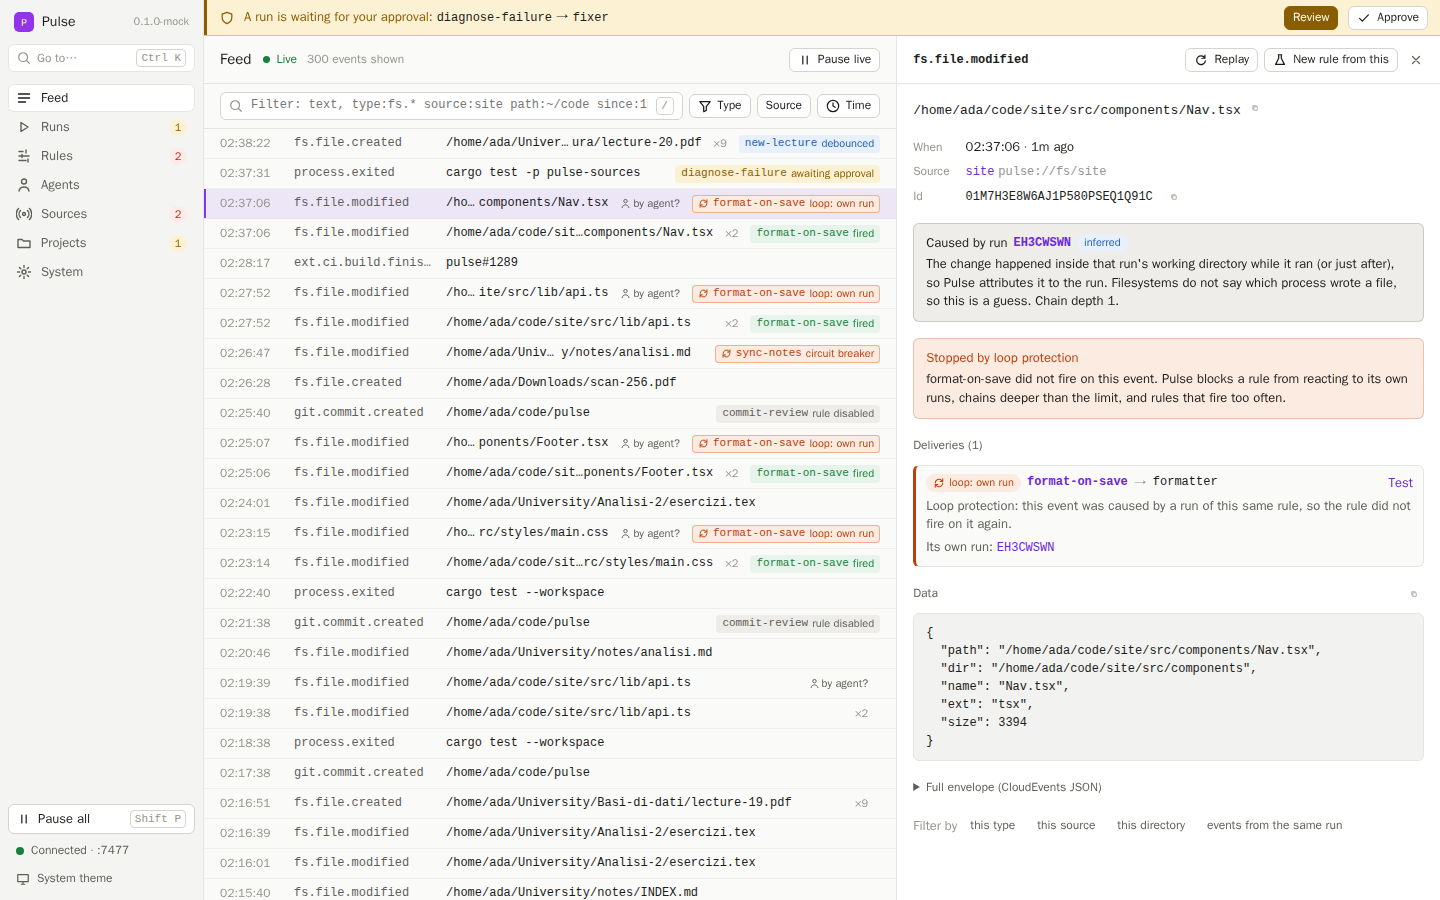 P Pulse 0.1.0-mock
Go to··· Ctrl K
Feed
Runs 1
Rules 2
Agents
Sources 2
Projects 1
System
Pause all Shift P
Connected · :7477
System theme
A run is waiting for your approval: diagnose-failure → fixer
Review Approve
Feed Live 300 events shown Pause live
Filter: text, type:fs.* source:site path:~/code since:1 / Type Source Time
02:38:22 fs.file.created /home/ada/Univer… ura/lecture-20.pdf ×9 new-lecture debounced
02:37:31 process.exited cargo test -p pulse-sources diagnose-failure awaiting approval
02:37:06 fs.file.modified /ho… components/Nav.tsx by agent? format-on-save loop: own run
02:37:06 fs.file.modified /home/ada/code/sit…components/Nav.tsx ×2 format-on-save fired
02:28:17 ext.ci.build.finis… pulse#1289
02:27:52 fs.file.modified /ho… ite/src/lib/api.ts by agent? format-on-save loop: own run
02:27:52 fs.file.modified /home/ada/code/site/src/lib/api.ts ×2 format-on-save fired
02:26:47 fs.file.modified /home/ada/Univ… y/notes/analisi.md sync-notes circuit breaker
02:26:28 fs.file.created /home/ada/Downloads/scan-256.pdf
02:25:40 git.commit.created /home/ada/code/pulse commit-review rule disabled
02:25:07 fs.file.modified /ho… ponents/Footer.tsx by agent? format-on-save loop: own run
02:25:06 fs.file.modified /home/ada/code/sit…ponents/Footer.tsx ×2 format-on-save fired
02:24:01 fs.file.modified /home/ada/University/Analisi-2/esercizi.tex
02:23:15 fs.file.modified /ho… rc/styles/main.css by agent? format-on-save loop: own run
02:23:14 fs.file.modified /home/ada/code/sit…rc/styles/main.css ×2 format-on-save fired
02:22:40 process.exited cargo test --workspace
02:21:38 git.commit.created /home/ada/code/pulse commit-review rule disabled
02:20:46 fs.file.modified /home/ada/University/notes/analisi.md
02:19:39 fs.file.modified /home/ada/code/site/src/lib/api.ts by agent?
02:19:38 fs.file.modified /home/ada/code/site/src/lib/api.ts ×2
02:18:38 process.exited cargo test --workspace
02:17:38 git.commit.created /home/ada/code/pulse
02:16:51 fs.file.created /home/ada/University/Basi-di-dati/lecture-19.pdf ×9
02:16:39 fs.file.modified /home/ada/University/Analisi-2/esercizi.tex
02:16:01 fs.file.modified /home/ada/University/Analisi-2/esercizi.tex
02:15:40 fs.file.modified /home/ada/University/notes/INDEX.md
fs.file.modified Replay New rule from this
/home/ada/code/site/src/components/Nav.tsx
When 02:37:06 · 1m ago
Source site pulse://fs/site
Id 01M7H3E8W6AJ1P580PSEQ1Q91C
Caused by run EH3CWSWN inferred
The change happened inside that run's working directory while it ran (or just after),
so Pulse attributes it to the run. Filesystems do not say which process wrote a file,
so this is a guess. Chain depth 1.
Stopped by loop protection
format-on-save did not fire on this event. Pulse blocks a rule from reacting to its own
runs, chains deeper than the limit, and rules that fire too often.
Deliveries (1)
loop: own run format-on-save → formatter Test
Loop protection: this event was caused by a run of this same rule, so the rule did not
fire on it again.
Its own run: EH3CWSWN
Data
{
"path": "/home/ada/code/site/src/components/Nav.tsx",
"dir": "/home/ada/code/site/src/components",
"name": "Nav.tsx",
"ext": "tsx",
"size": 3394
}
Full envelope (CloudEvents JSON)
Filter by this type this source this directory events from the same run